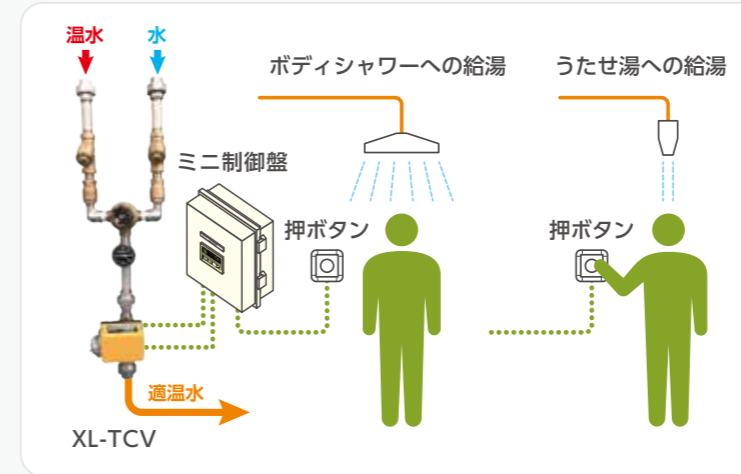 温水
水
ボディシャワーへの給湯
うたせ湯への給湯
ミニ制御盤
押ボタン
押ボタン
適温水
XL-TCV